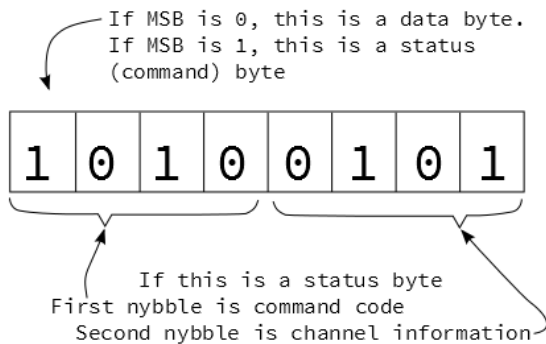 If MSB is 0, this is a data byte.
If MSB is 1, this is a status
(command) byte
1 0 1 0 0 1 0 1
If this is a status byte
First nybble is command code
Second nybble is channel information